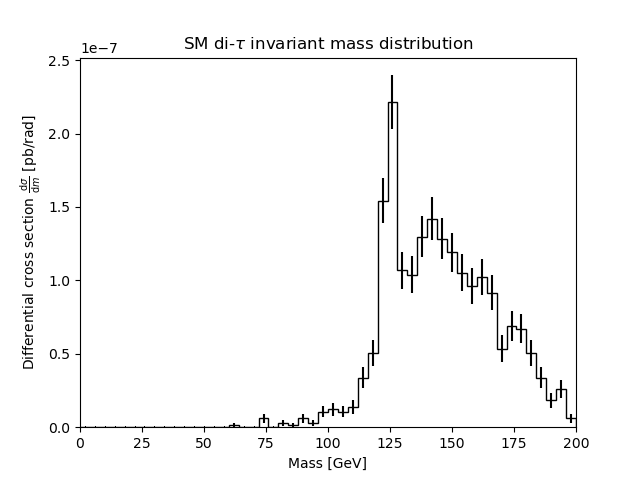 SM di-τ invariant mass distribution
1e−7
2.5
2.0
1.5
1.0
0.5
0.0
Differential cross section dσ/dm [pb/rad]
0 25 50 75 100 125 150 175 200
Mass [GeV]